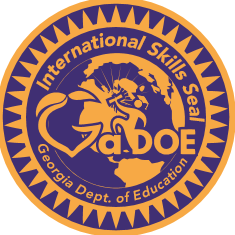 International Skills Seal
GaDOE
Georgia Dept. of Education